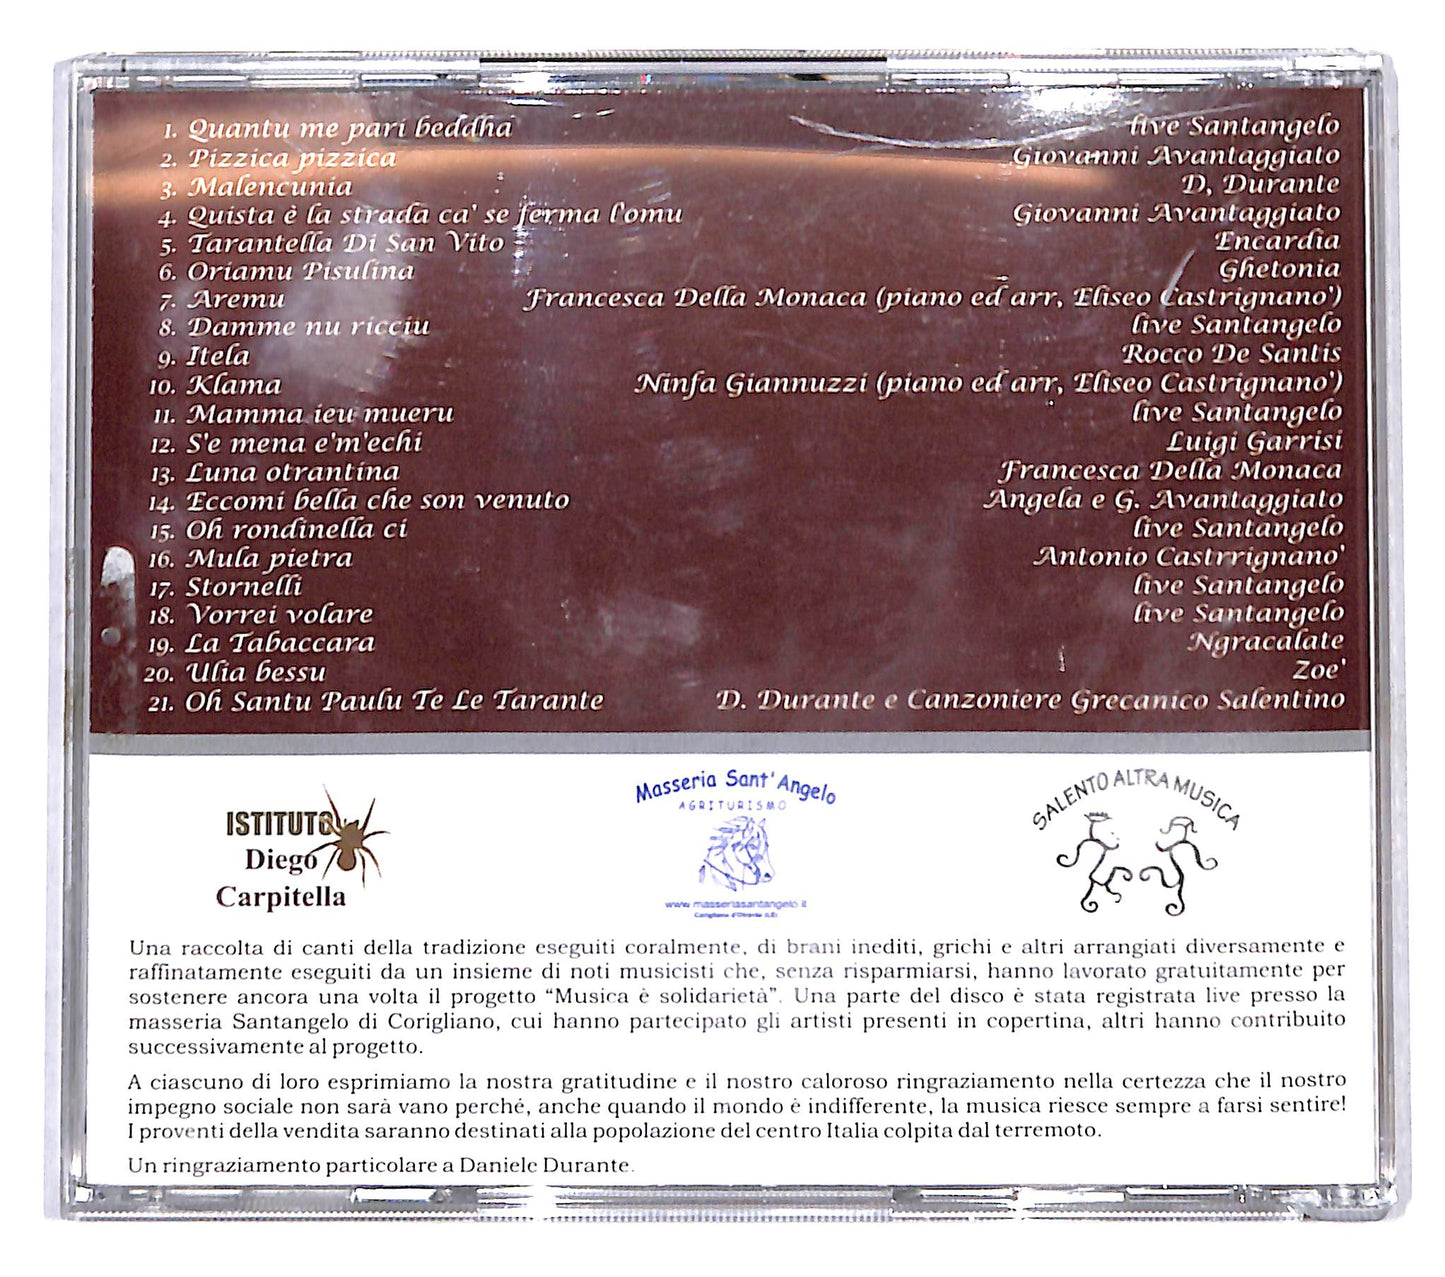 1. Quantu me pari beddha live Santangelo
2. Pizzica pizzica Giovanni Avantaggiato
3. Malencunia D, Durante
4. Quista è la strada ca' se ferma l'omu Giovanni Avantaggiato
5. Tarantella Di San Vito Encardia
6. Oriamu Pisulina Ghetonia
7. Aremu Francesca Della Monaca (piano ed arr, Eliseo Castrignano')
8. Damme nu ricciu live Santangelo
9. Itela Rocco De Santis
10. Klama Ninfa Giannuzzi (piano ed arr, Eliseo Castrignano')
11. Mamma ieu mueru live Santangelo
12. S'e mena e'm'echi Luigi Garrisi
13. Luna otrantina Francesca Della Monaca
14. Eccomi bella che son venuto Angela e G. Avantaggiato
15. Oh rondinella ci live Santangelo
16. Mula pietra Antonio Castrrignano'
17. Stornelli live Santangelo
18. Vorrei volare live Santangelo
19. La Tabaccara Ngracalate
20. Ulia bessu Zoe'
21. Oh Santu Paulu Te Le Tarante D. Durante e Canzoniere Grecanico Salentino
ISTITUTO
Diego
Carpitella
Masseria Sant'Angelo
AGRITURISMO
www.masseriasantangelo.it
Corigliano d'Otranto (LE)
SALENTO ALTRA MUSICA
Una raccolta di canti della tradizione eseguiti coralmente, di brani inediti, grichi e altri arrangiati diversamente e
raffinatamente eseguiti da un insieme di noti musicisti che, senza risparmiarsi, hanno lavorato gratuitamente per
sostenere ancora una volta il progetto “Musica è solidarietà”. Una parte del disco è stata registrata live presso la
masseria Santangelo di Corigliano, cui hanno partecipato gli artisti presenti in copertina, altri hanno contribuito
successivamente al progetto.
A ciascuno di loro esprimiamo la nostra gratitudine e il nostro caloroso ringraziamento nella certezza che il nostro
impegno sociale non sarà vano perché, anche quando il mondo è indifferente, la musica riesce sempre a farsi sentire!
I proventi della vendita saranno destinati alla popolazione del centro Italia colpita dal terremoto.
Un ringraziamento particolare a Daniele Durante.